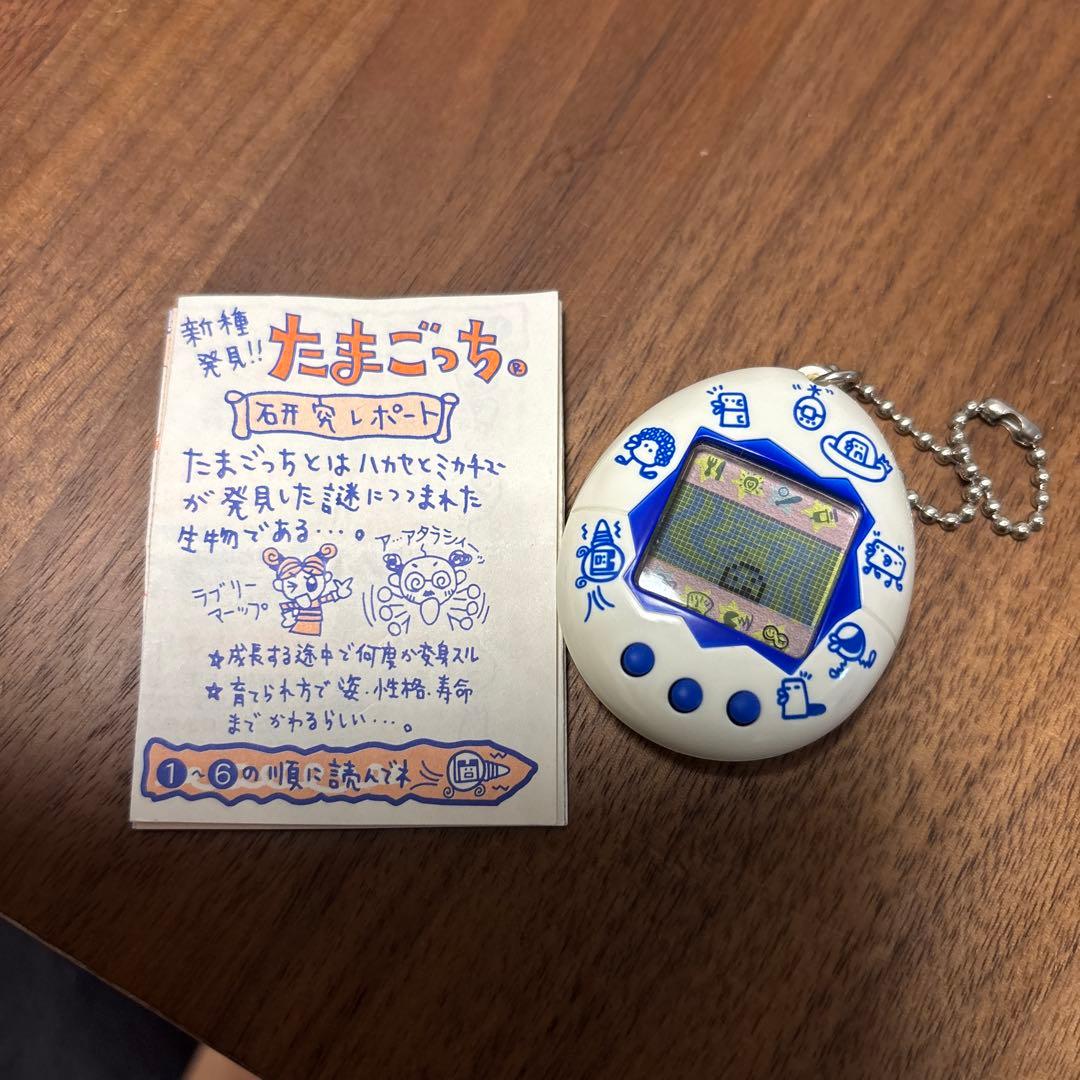 新種
発見!!
たまごっち®
研究レポート
たまごっちとはハカセとミカチュー
が発見した謎につつまれた
生物である・・・。
ア…アタラシィー
ラブリー
マーップ
☆成長する途中で何度か変身スル
☆育てられ方で姿・性格・寿命
までかわるらしい・・・。
1～6の順に読んでネ